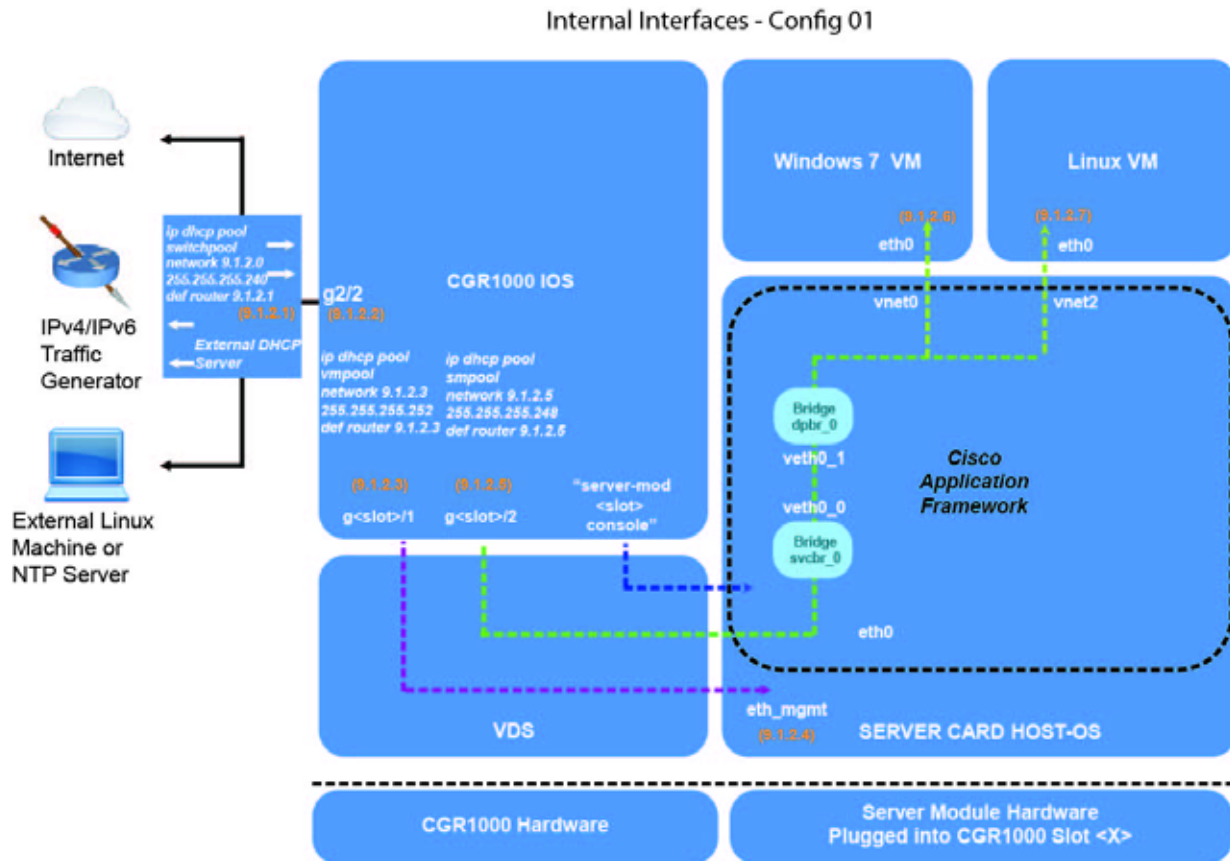 Internal Interfaces - Config 01
Internet
IPv4/IPv6
Traffic
Generator
External Linux
Machine or
NTP Server
ip dhcp pool
switchpool
network 9.1.2.0
255.255.255.240
def router 9.1.2.1
(9.1.2.1)
External DHCP
Server
g2/2
(9.1.2.2)
CGR1000 IOS
ip dhcp pool
vmpool
network 9.1.2.3
255.255.255.252
def router 9.1.2.3
ip dhcp pool
smpool
network 9.1.2.5
255.255.255.248
def router 9.1.2.5
(9.1.2.3)
g<slot>/1
(9.1.2.5)
g<slot>/2
"server-mod
<slot>
console"
VDS
Windows 7 VM
(9.1.2.6)
eth0
Linux VM
(9.1.2.7)
eth0
vnet0
vnet2
Bridge
dpbr_0
veth0_1
veth0_0
Bridge
svcbr_0
Cisco
Application
Framework
eth0
eth_mgmt
(9.1.2.4)
SERVER CARD HOST-OS
CGR1000 Hardware
Server Module Hardware
Plugged into CGR1000 Slot <X>